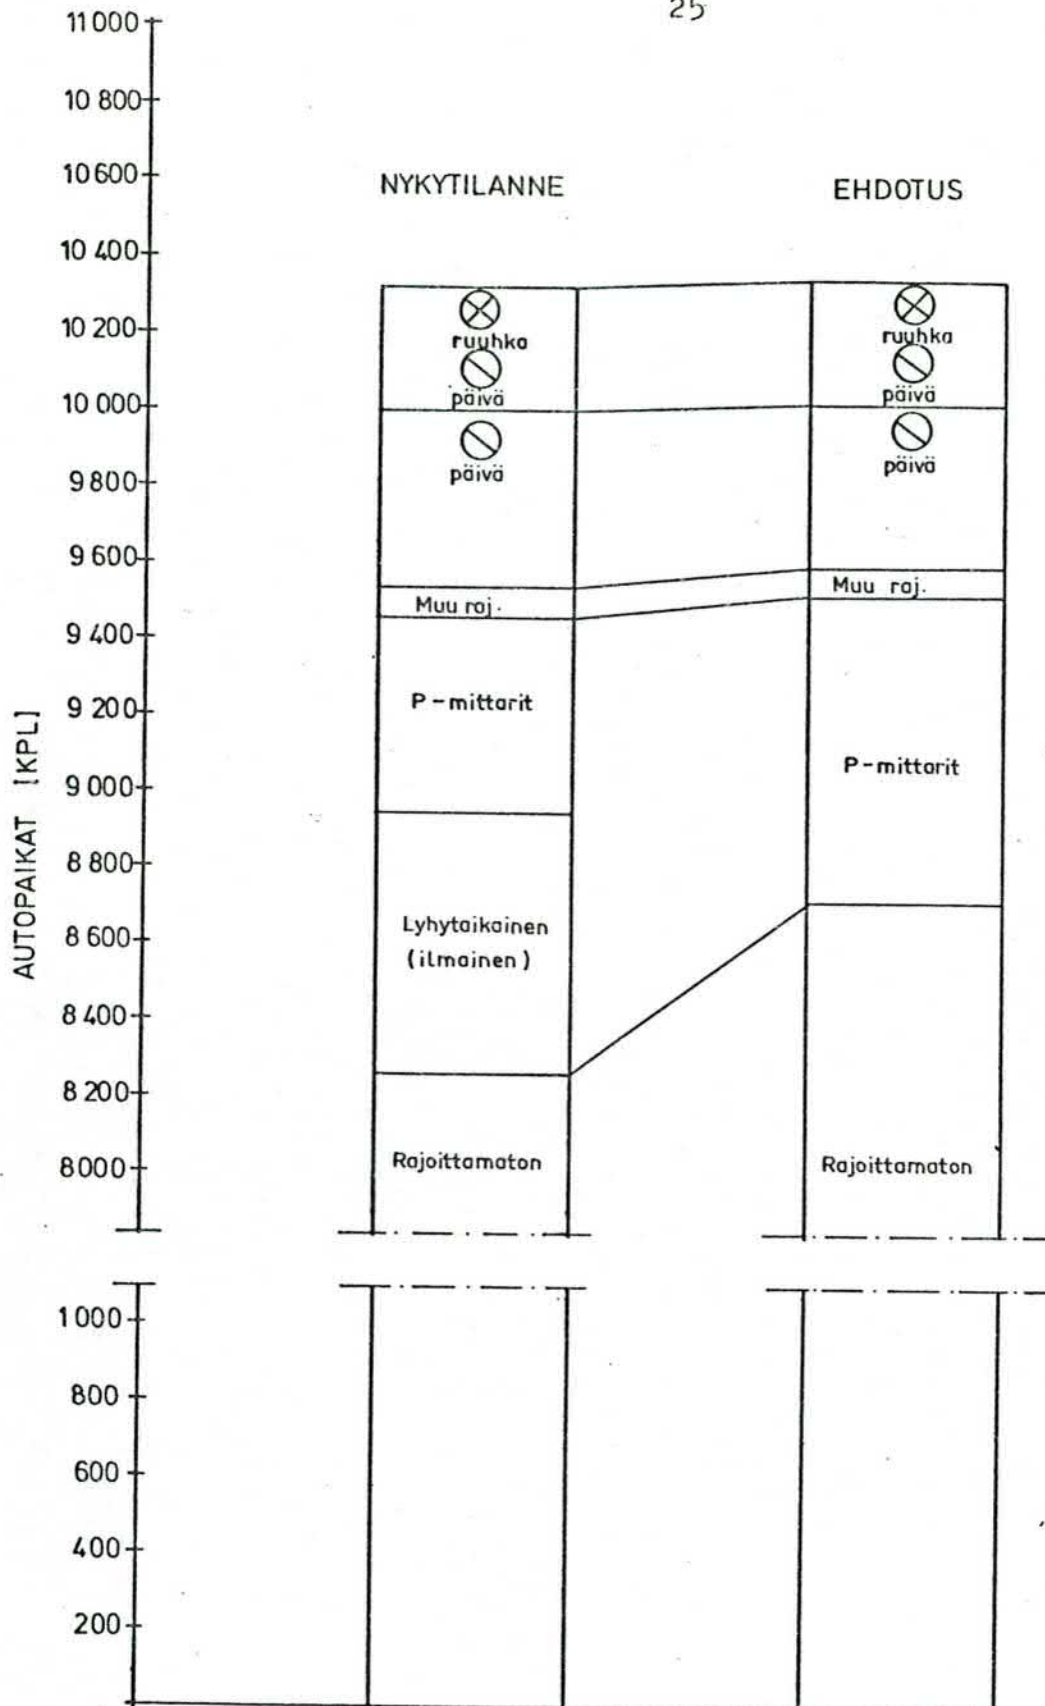 25
11 000
10 800
10 600
10 400
10 200
10 000
9 800
9 600
9 400
9 200
9 000
8 800
8 600
8 400
8 200
8000
1 000
800
600
400
200
AUTOPAIKAT [KPL]
NYKYTILANNE
ruuhka
päivä
päivä
Muu raj.
P-mittarit
Lyhytaikainen
(ilmainen)
Rajoittamaton
EHDOTUS
ruuhka
päivä
päivä
Muu raj.
P-mittarit
Rajoittamaton